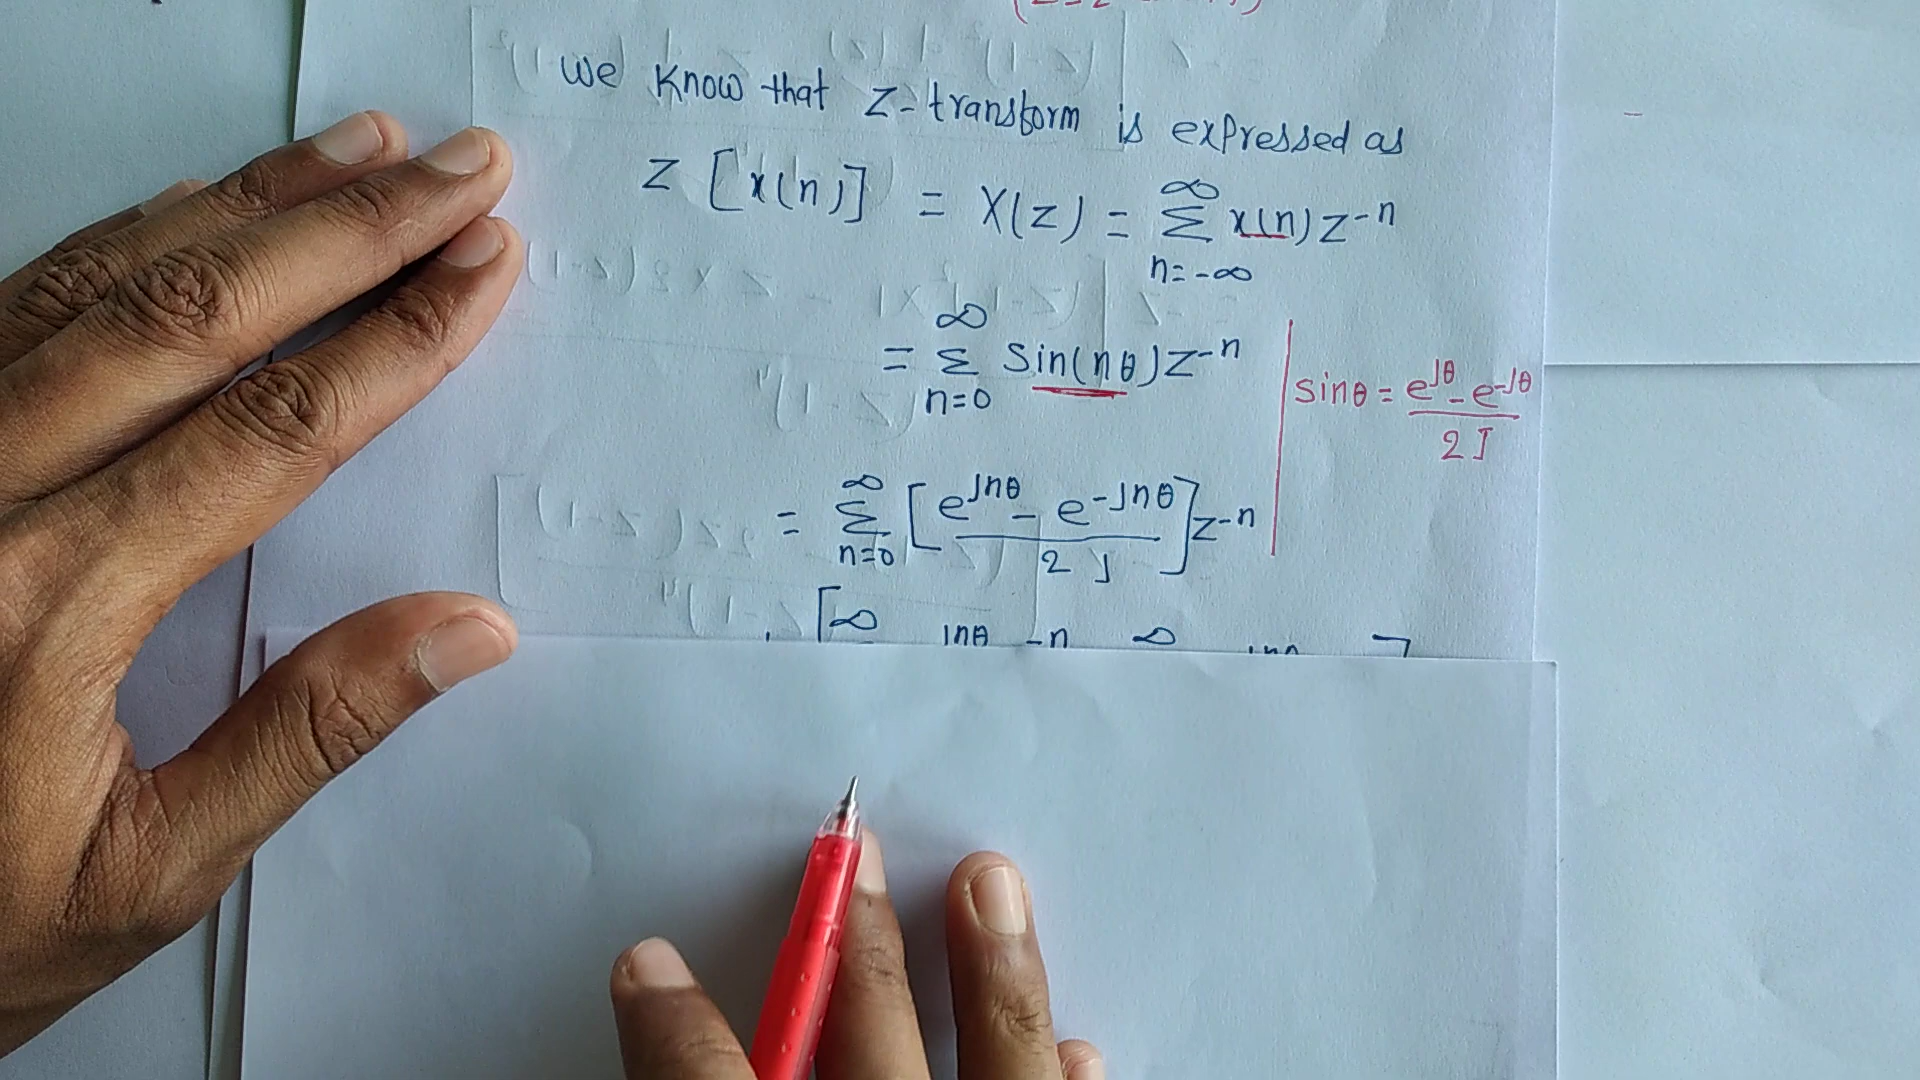 We know that Z-transform is expressed as
Z [x(n)] = X(z) = ∞ Σ n=-∞ x(n) z^-n
= ∞ Σ n=0 sin(nθ) z^-n
sinθ = e^Jθ - e^-Jθ / 2J
= ∞ Σ n=0 [e^Jnθ - e^-Jnθ / 2J] z^-n